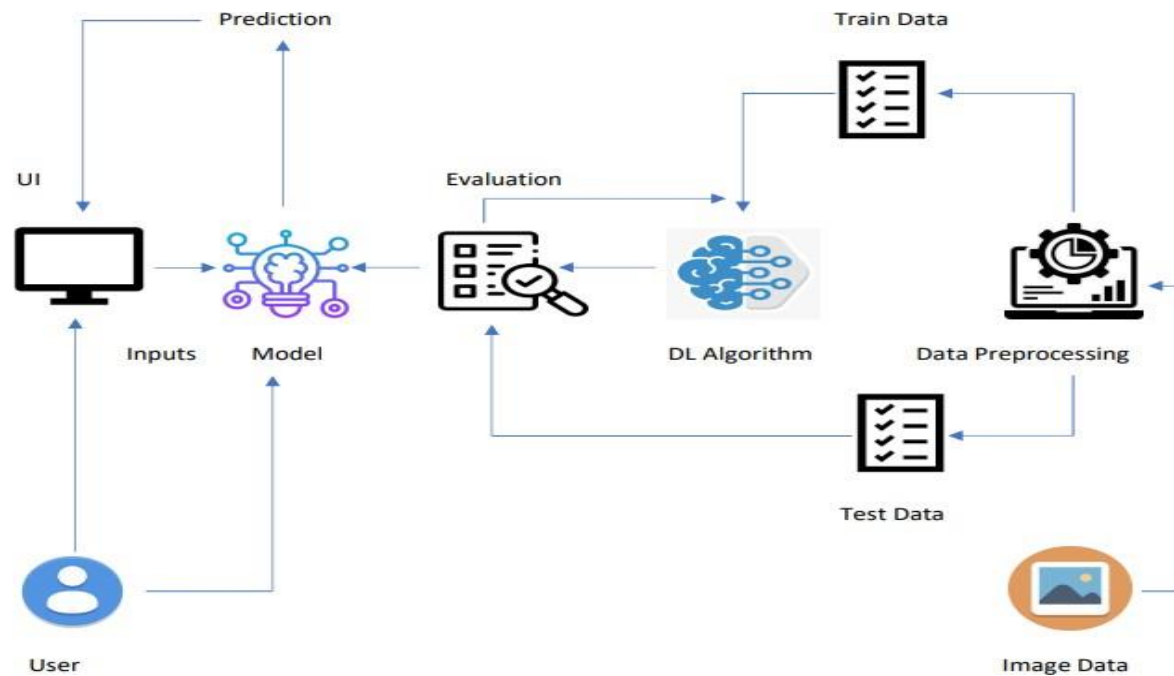 Prediction
Train Data
UI
Evaluation
Inputs
Model
DL Algorithm
Data Preprocessing
Test Data
User
Image Data